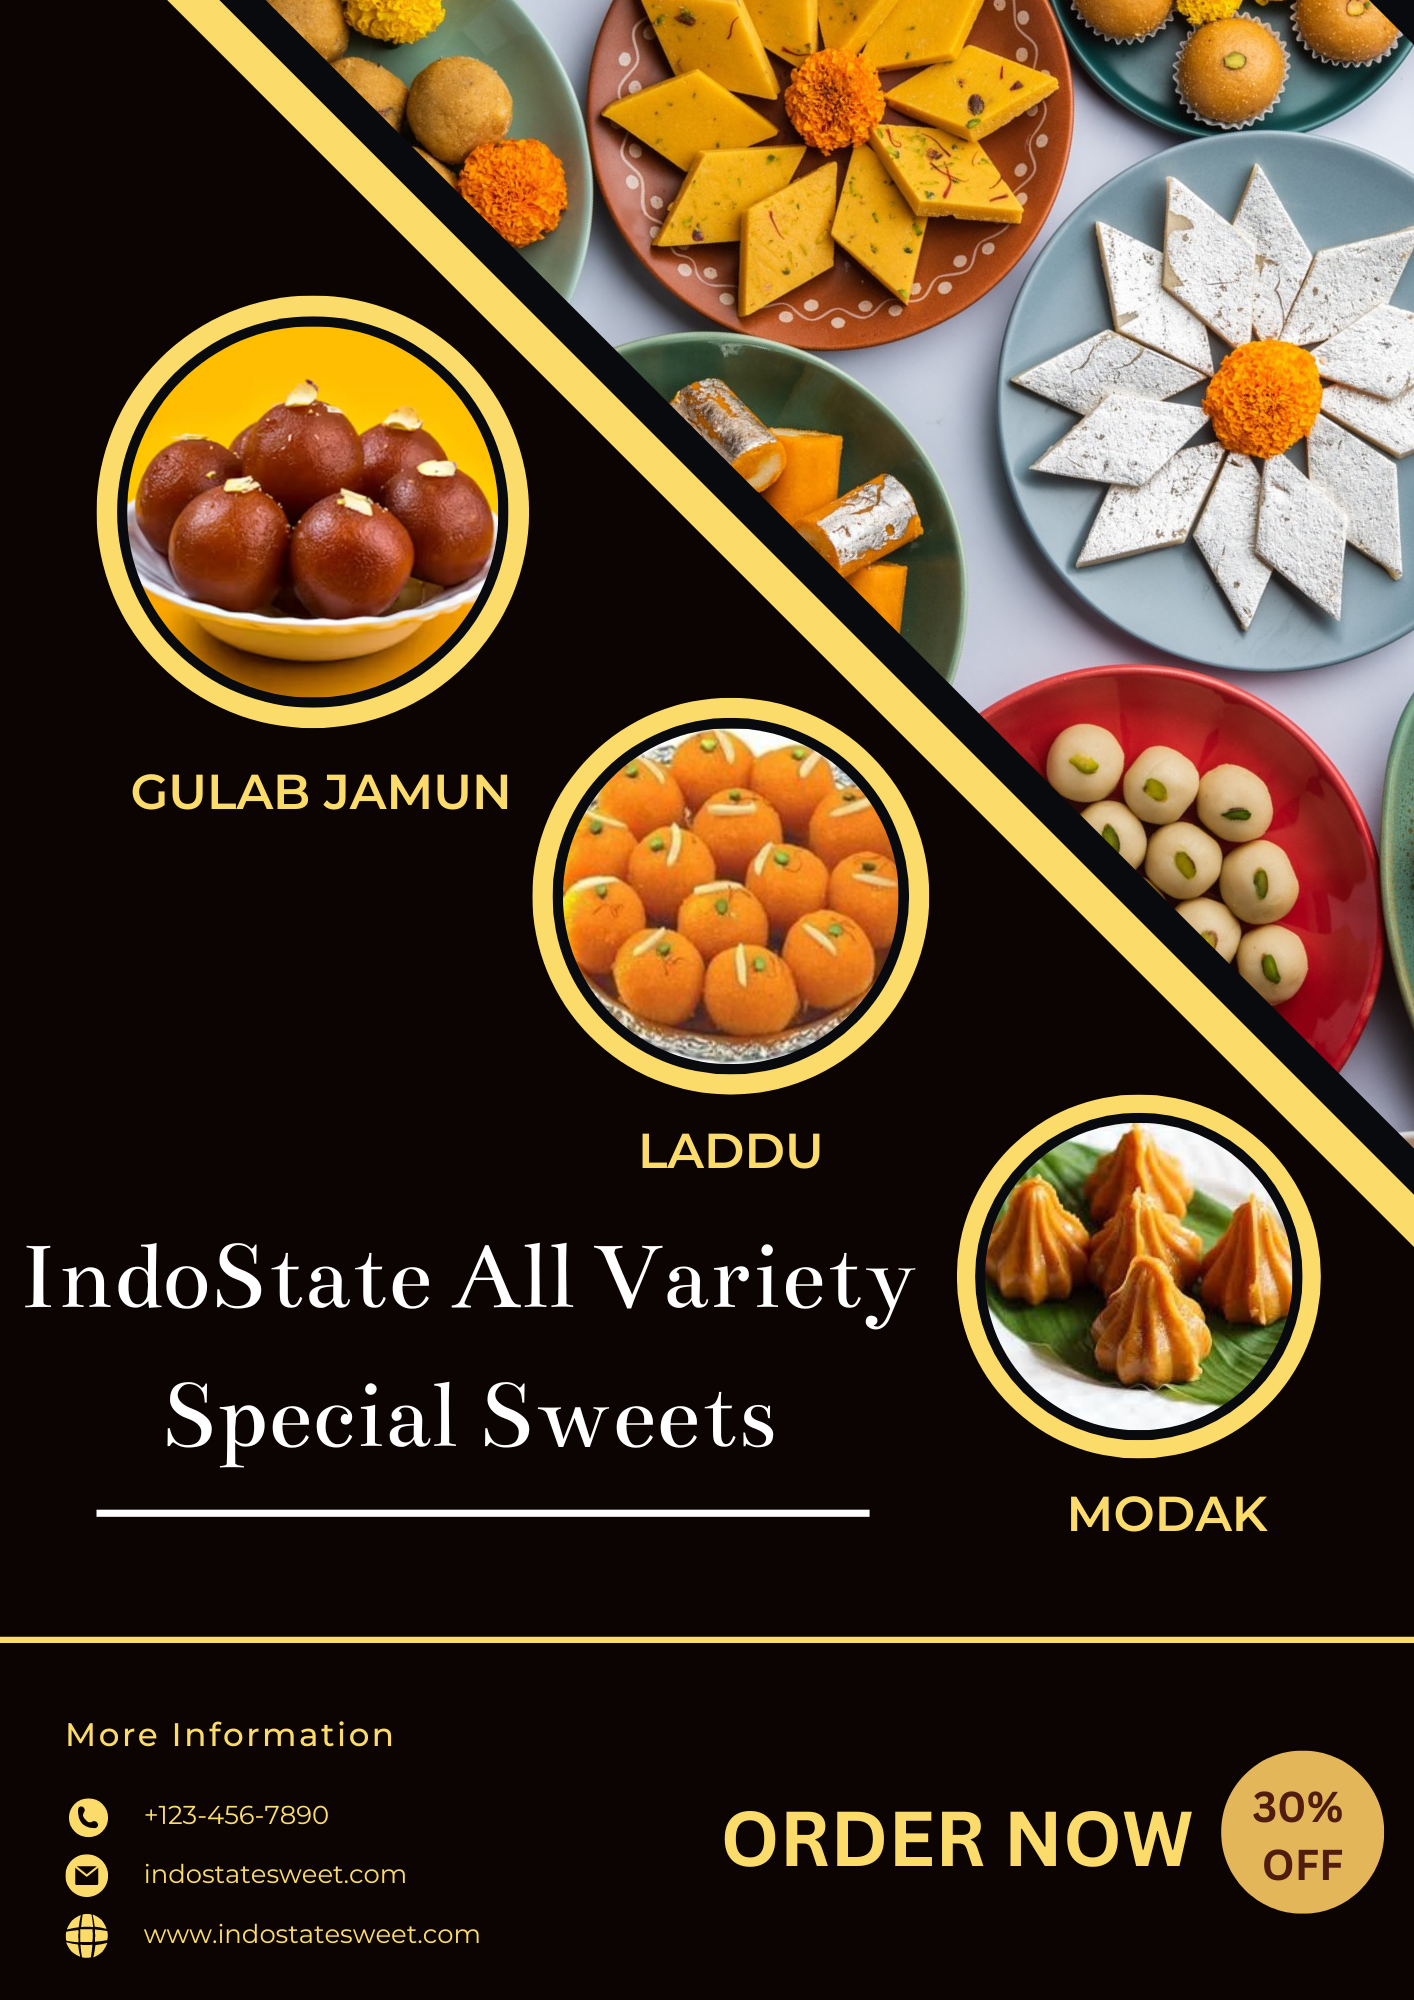 GULAB JAMUN
LADDU
MODAK
IndoState All Variety
Special Sweets
More Information
+123-456-7890
indostatesweet.com
www.indostatesweet.com
ORDER NOW
30%
OFF